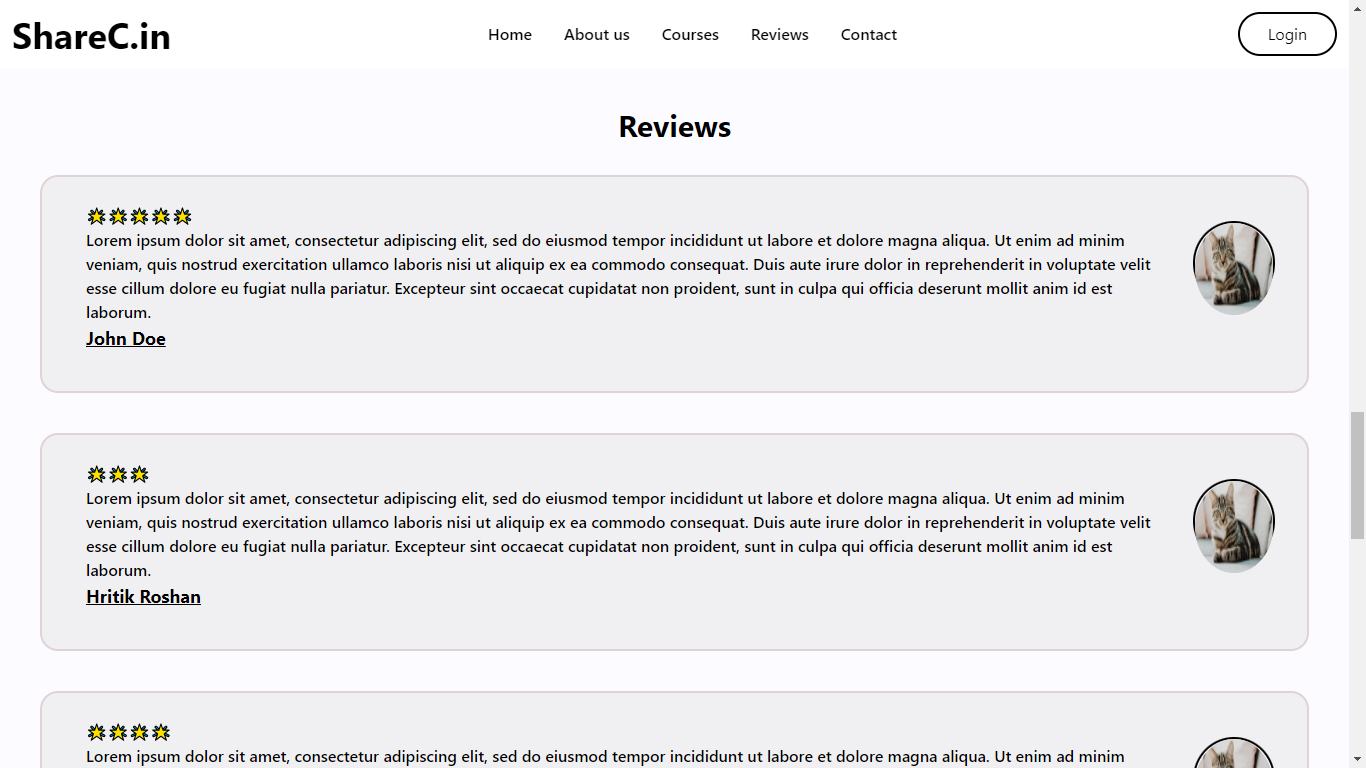 ShareC.in
Home About us Courses Reviews Contact
Login
Reviews
🌟🌟🌟🌟🌟
Lorem ipsum dolor sit amet, consectetur adipiscing elit, sed do eiusmod tempor incididunt ut labore et dolore magna aliqua. Ut enim ad minim
veniam, quis nostrud exercitation ullamco laboris nisi ut aliquip ex ea commodo consequat. Duis aute irure dolor in reprehenderit in voluptate velit
esse cillum dolore eu fugiat nulla pariatur. Excepteur sint occaecat cupidatat non proident, sunt in culpa qui officia deserunt mollit anim id est
laborum.
John Doe
🌟🌟🌟
Lorem ipsum dolor sit amet, consectetur adipiscing elit, sed do eiusmod tempor incididunt ut labore et dolore magna aliqua. Ut enim ad minim
veniam, quis nostrud exercitation ullamco laboris nisi ut aliquip ex ea commodo consequat. Duis aute irure dolor in reprehenderit in voluptate velit
esse cillum dolore eu fugiat nulla pariatur. Excepteur sint occaecat cupidatat non proident, sunt in culpa qui officia deserunt mollit anim id est
laborum.
Hritik Roshan
🌟🌟🌟🌟
Lorem ipsum dolor sit amet, consectetur adipiscing elit, sed do eiusmod tempor incididunt ut labore et dolore magna aliqua. Ut enim ad minim